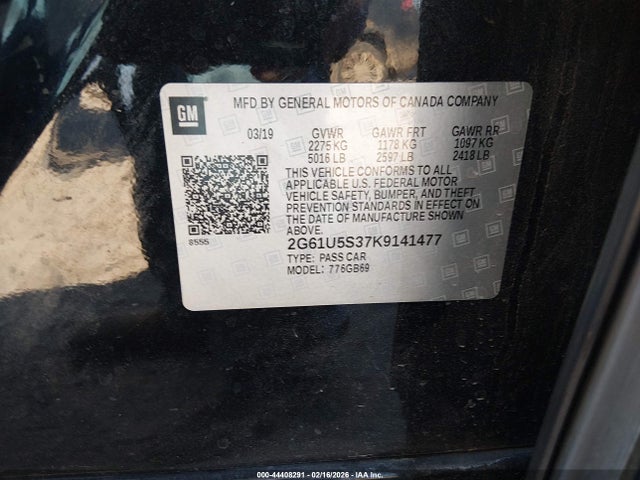 GM
MFD BY GENERAL MOTORS OF CANADA COMPANY
03/19 GVWR GAWR FRT GAWR RR
2275 KG 1178 KG 1097 KG
5016 LB 2597 LB 2418 LB
THIS VEHICLE CONFORMS TO ALL
APPLICABLE U.S. FEDERAL MOTOR
VEHICLE SAFETY, BUMPER, AND THEFT
PREVENTION STANDARDS IN EFFECT ON
THE DATE OF MANUFACTURE SHOWN
ABOVE.
8555 2G61U5S37K9141477
TYPE: PASS CAR
MODEL: 776GB69
000-44408291 - 02/16/2026 - IAAI.COM